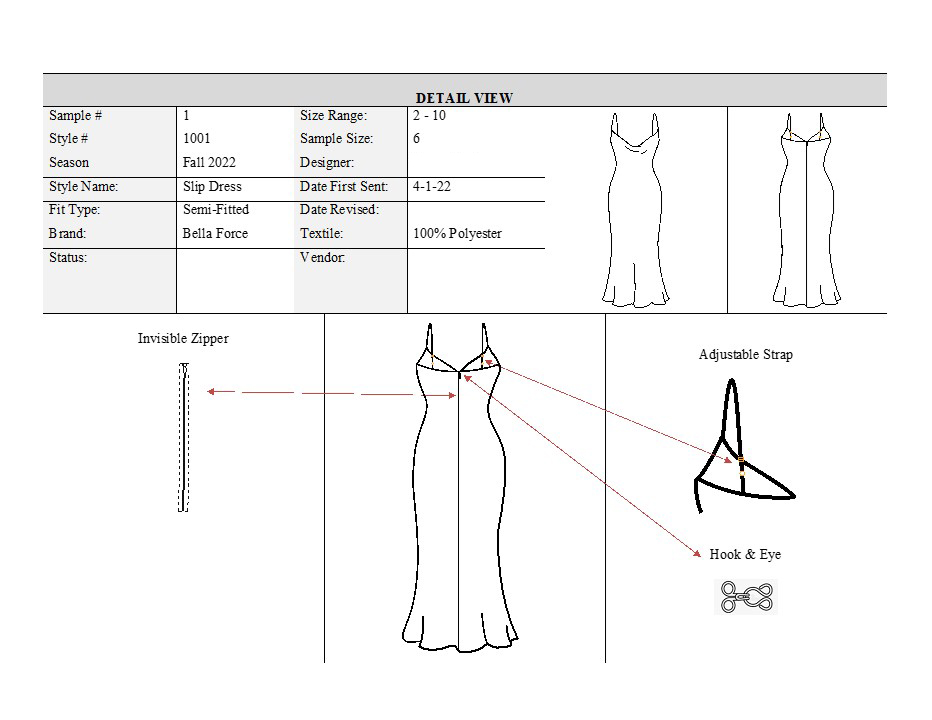 DETAIL VIEW
Sample # 1 Size Range: 2 - 10
Style # 1001 Sample Size: 6
Season Fall 2022 Designer:
Style Name: Slip Dress Date First Sent: 4-1-22
Fit Type: Semi-Fitted Date Revised:
Brand: Bella Force Textile: 100% Polyester
Status: Vendor:
Invisible Zipper
Adjustable Strap
Hook & Eye